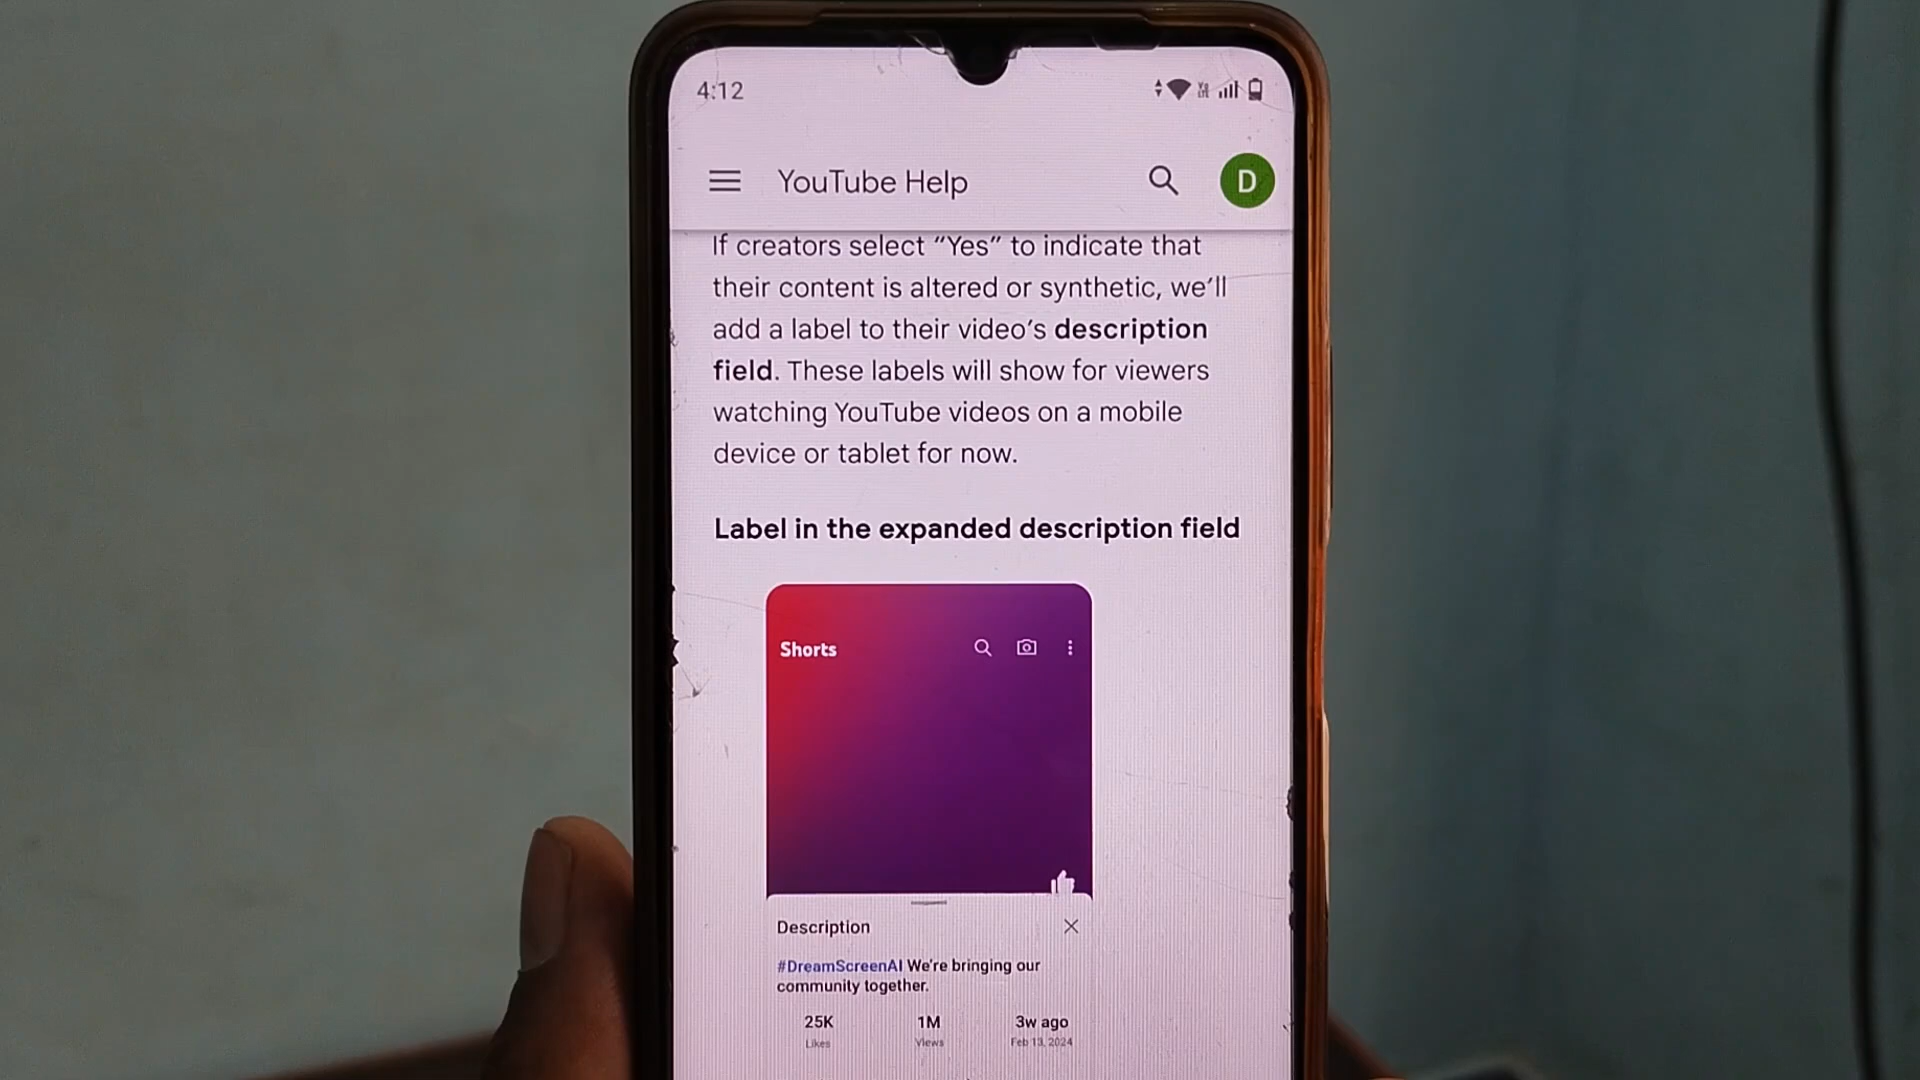 4:12
YouTube Help
D
If creators select “Yes” to indicate that
their content is altered or synthetic, we’ll
add a label to their video’s description
field. These labels will show for viewers
watching YouTube videos on a mobile
device or tablet for now.
Label in the expanded description field
Shorts
Description
#DreamScreenAI We're bringing our
community together.
25K 1M 3w ago
Likes Views Feb 13, 2024